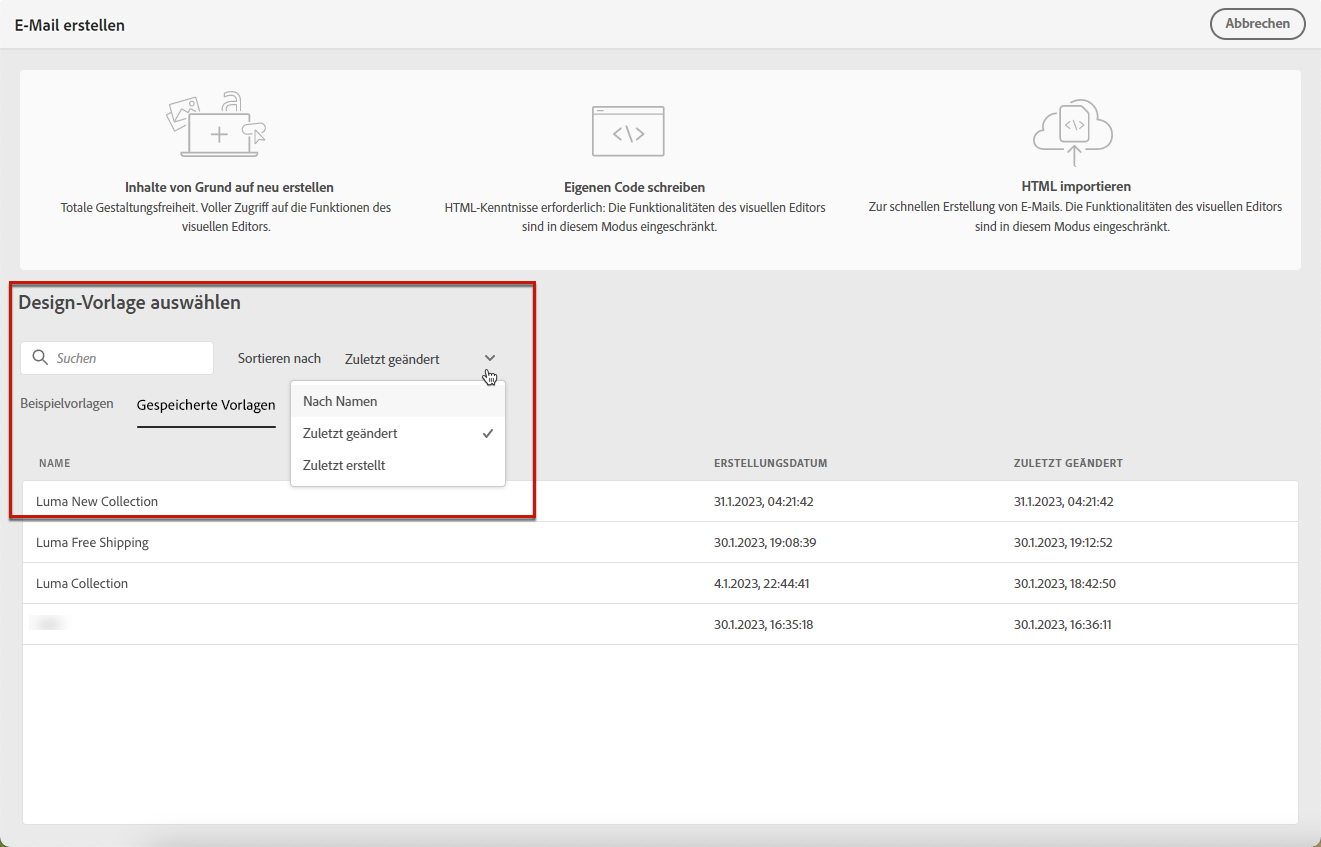 E-Mail erstellen
Abbrechen
Inhalte von Grund auf neu erstellen
Totale Gestaltungsfreiheit. Voller Zugriff auf die Funktionen des
visuellen Editors.
Eigenen Code schreiben
HTML-Kenntnisse erforderlich: Die Funktionalitäten des visuellen Editors
sind in diesem Modus eingeschränkt.
HTML importieren
Zur schnellen Erstellung von E-Mails. Die Funktionalitäten des visuellen Editors
sind in diesem Modus eingeschränkt.
Design-Vorlage auswählen
Suchen
Sortieren nach
Zuletzt geändert
Beispielvorlagen
Gespeicherte Vorlagen
Nach Namen
Zuletzt geändert
Zuletzt erstellt
NAME
ERSTELLUNGSDATUM
ZULETZT GEÄNDERT
Luma New Collection
31.1.2023, 04:21:42
31.1.2023, 04:21:42
Luma Free Shipping
30.1.2023, 19:08:39
30.1.2023, 19:12:52
Luma Collection
4.1.2023, 22:44:41
30.1.2023, 18:42:50
30.1.2023, 16:35:18
30.1.2023, 16:36:11